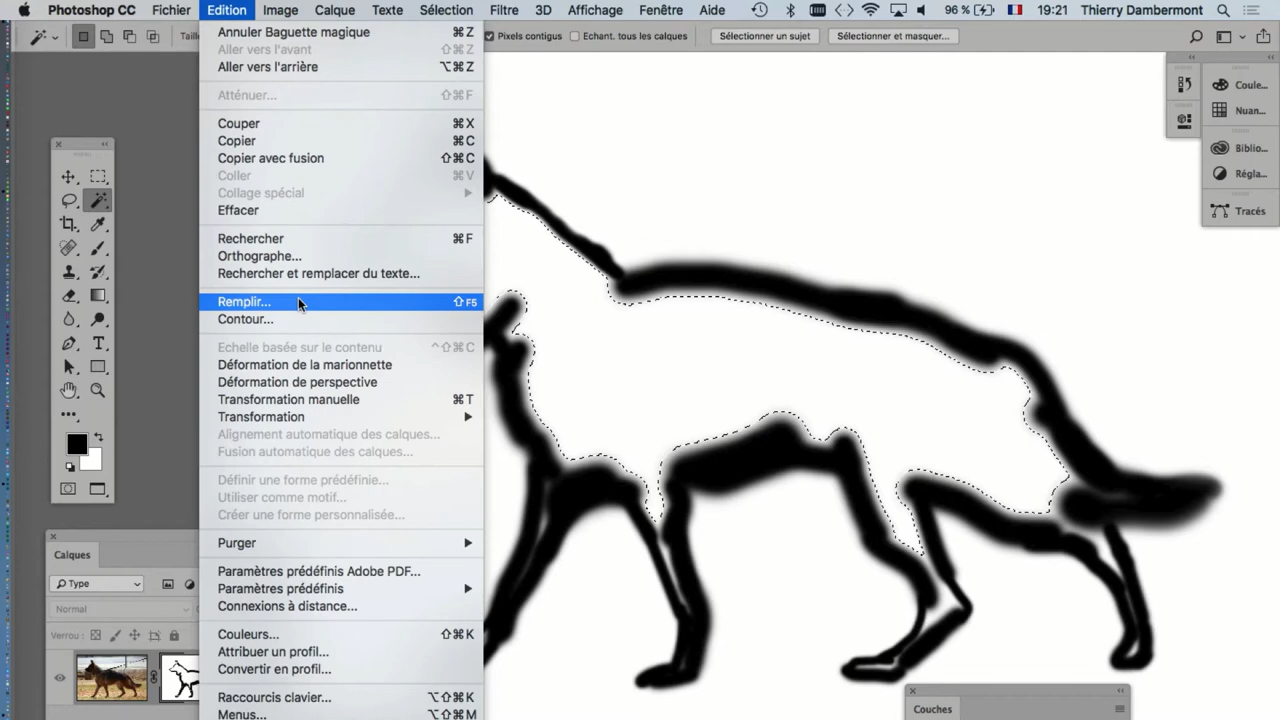 Photoshop CC Fichier Edition Image Calque Texte Sélection Filtre 3D Affichage Fenêtre Aide 96 % 19:21 Thierry Dambermont
Taill
Pixels contigus Echant. tous les calques Sélectionner un sujet Sélectionner et masquer...
Annuler Baguette magique ⌘Z
Aller vers l'avant ⇧⌘Z
Aller vers l'arrière ⌥⌘Z
Atténuer... ⇧⌘F
Couper ⌘X
Copier ⌘C
Copier avec fusion ⇧⌘C
Coller ⌘V
Collage spécial
Effacer
Rechercher ⌘F
Orthographe...
Rechercher et remplacer du texte...
Remplir... ⇧F5
Contour...
Echelle basée sur le contenu ^⇧⌘C
Déformation de la marionnette
Déformation de perspective
Transformation manuelle ⌘T
Transformation
Alignement automatique des calques...
Fusion automatique des calques...
Définir une forme prédéfinie...
Utiliser comme motif...
Créer une forme personnalisée...
Purger
Paramètres prédéfinis Adobe PDF...
Paramètres prédéfinis
Connexions à distance...
Couleurs... ⇧⌘K
Attribuer un profil...
Convertir en profil...
Raccourcis clavier... ⌥⇧⌘K
Menus... ⌥⇧⌘M
T
Calques
Type
Normal
Verrou :
Coule...
Nuan...
Biblio...
Régla...
Tracés
Couches